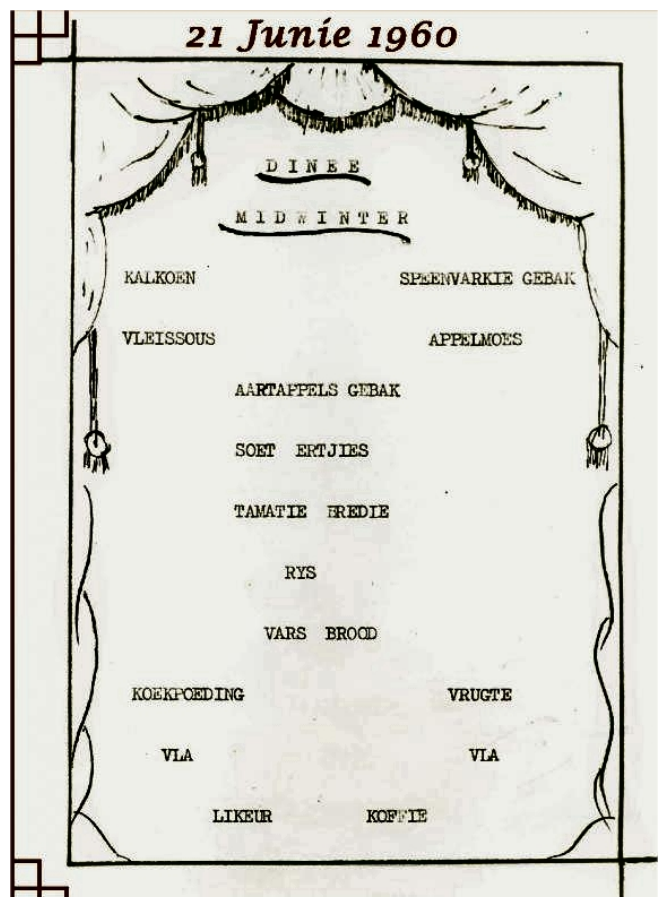 21 Junie 1960
DINEE
MIDWINTER
KALKOEN SPEENVARKIE GEBAK
VLEISSOUS APPELMOES
AARTAPPELS GEBAK
SOET ERTJIES
TAMATIE BREDIE
RYS
VARS BROOD
KOEKPOEDING VRUGTE
VLA VLA
LIKEUR KOFFIE